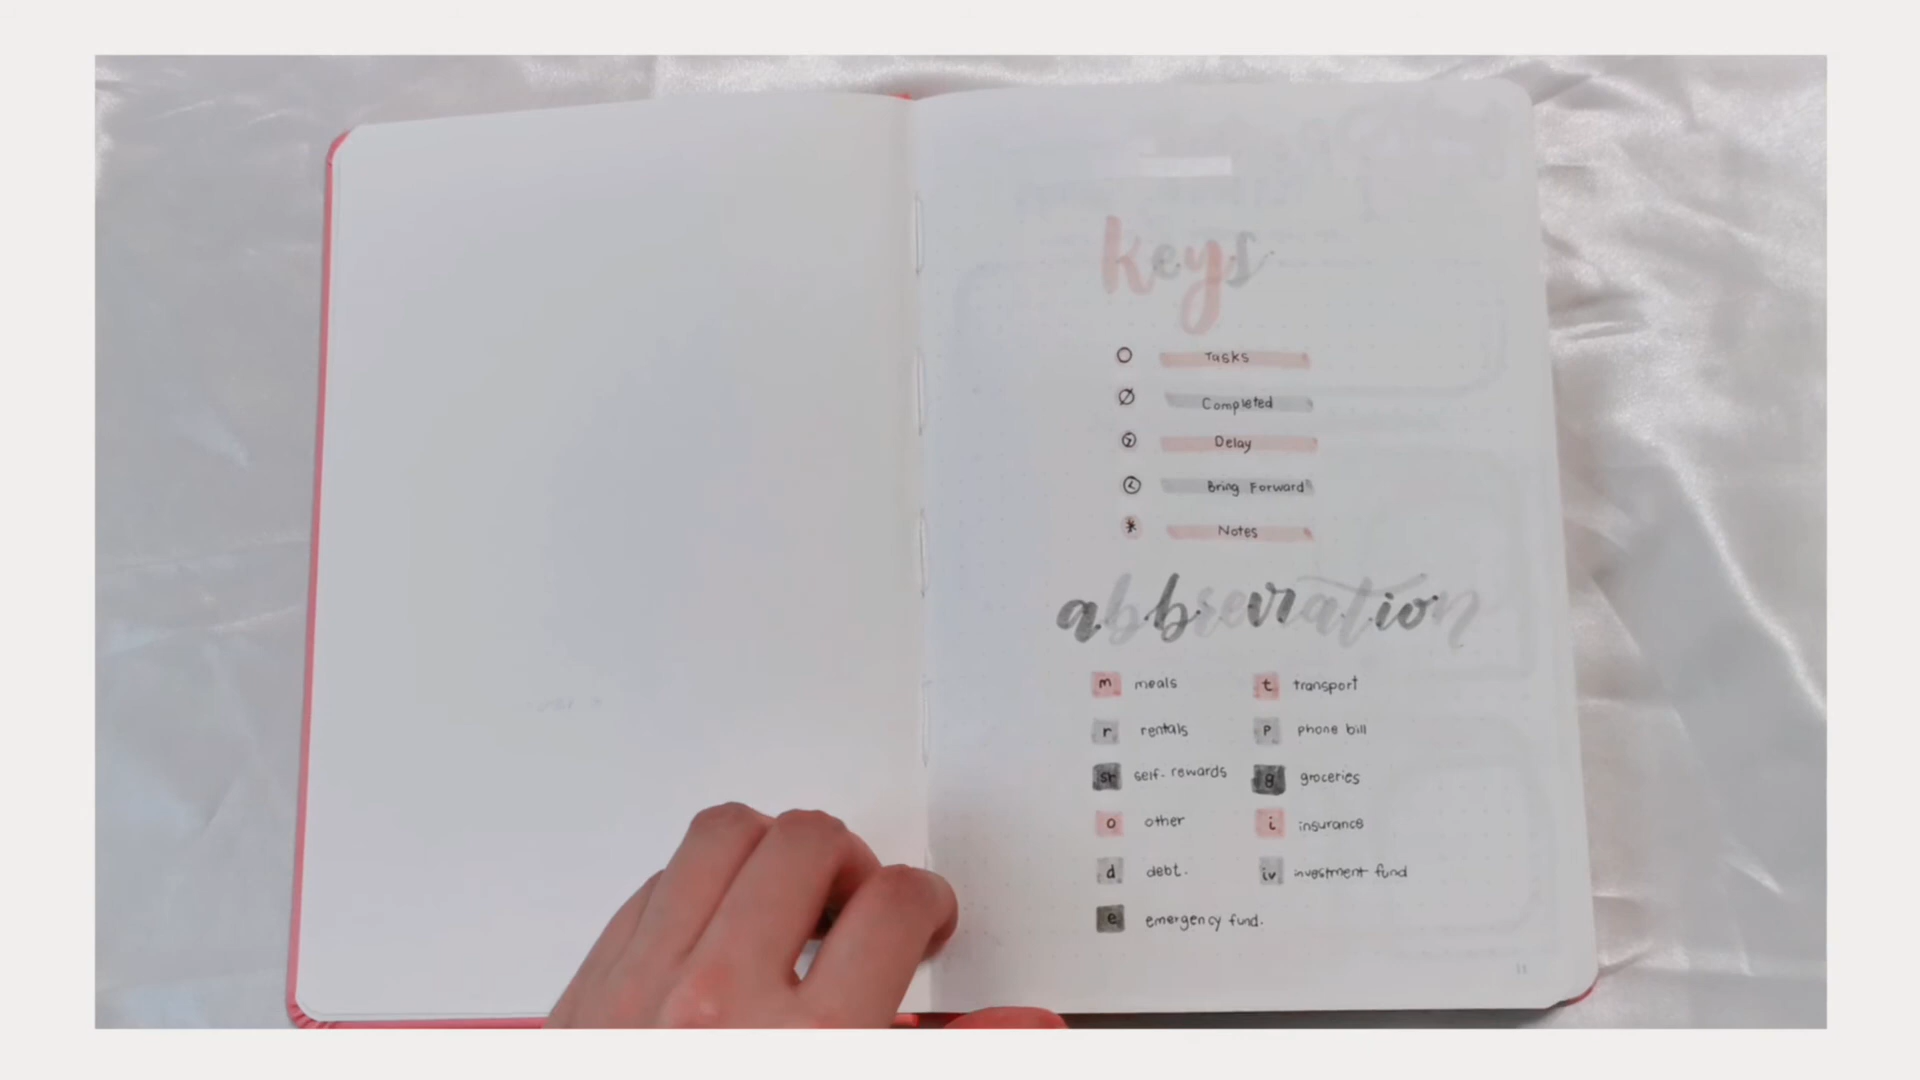 keys
Tasks
Completed
Delay
Bring Forward
Notes
abbreviation
m meals t transport
r rentals p phone bill
sr self-rewards g groceries
o other i insurance
d debt. iv investment fund
e emergency fund.
11